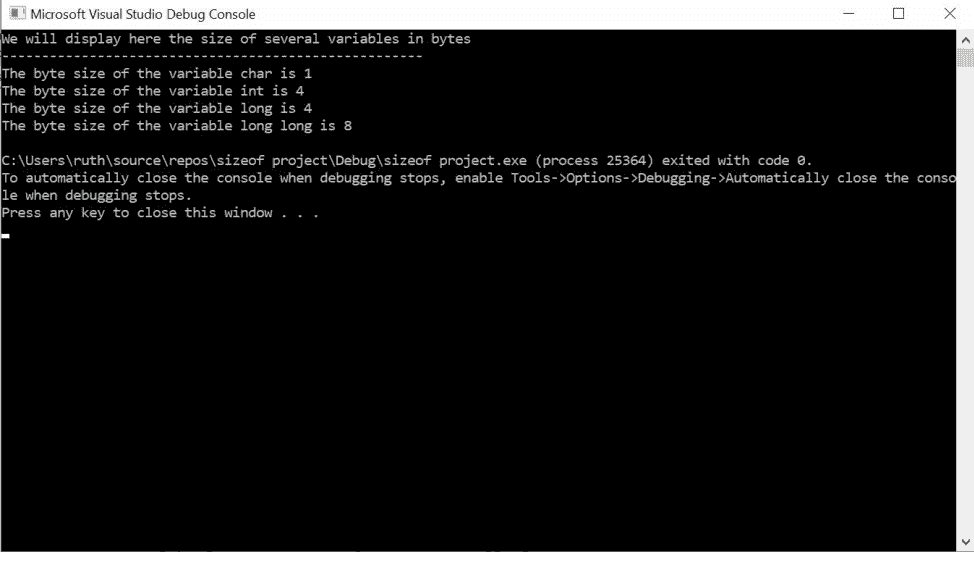 Microsoft Visual Studio Debug Console
We will display here the size of several variables in bytes
----------------------------------------------------
The byte size of the variable char is 1
The byte size of the variable int is 4
The byte size of the variable long is 4
The byte size of the variable long long is 8
C:\Users\ruth\source\repos\sizeof project\Debug\sizeof project.exe (process 25364) exited with code 0.
To automatically close the console when debugging stops, enable Tools->Options->Debugging->Automatically close the conso
le when debugging stops.
Press any key to close this window . . .